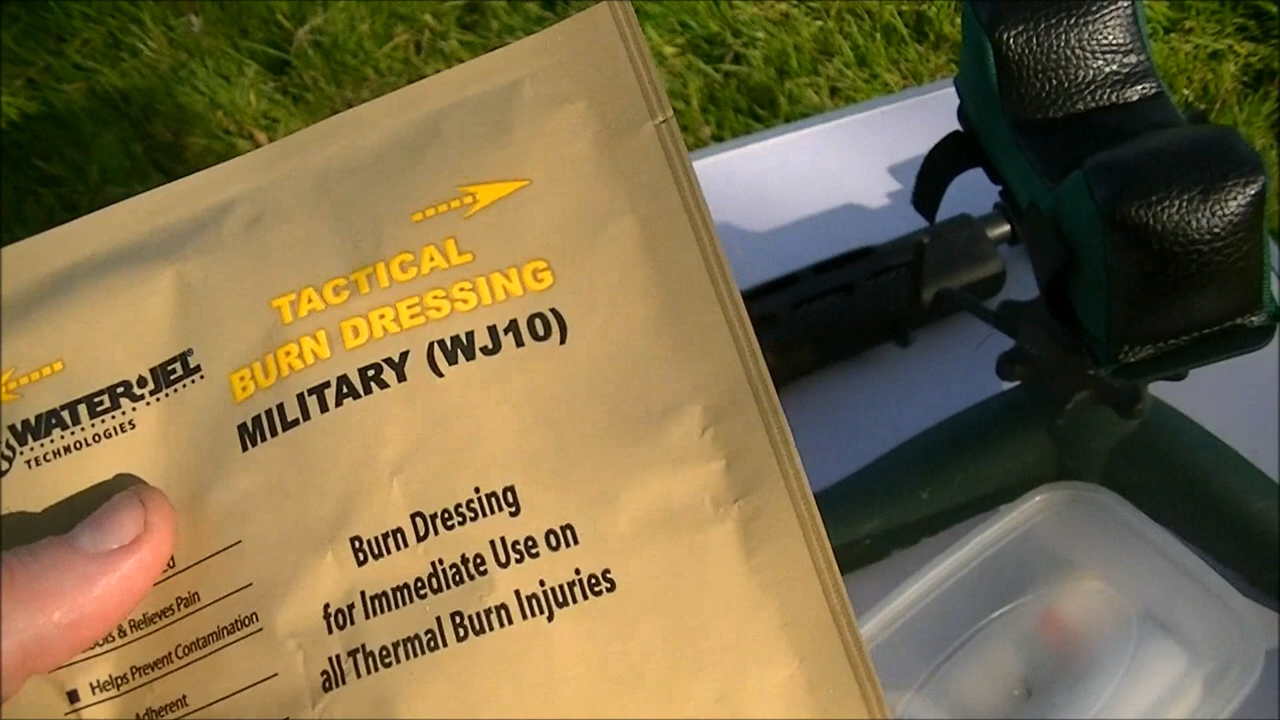 TACTICAL
BURN DRESSING
MILITARY (WJ10)
WATER-JEL®
TECHNOLOGIES
Burn Dressing
for Immediate Use on
all Thermal Burn Injuries
& Relieves Pain
Helps Prevent Contamination
Adherent